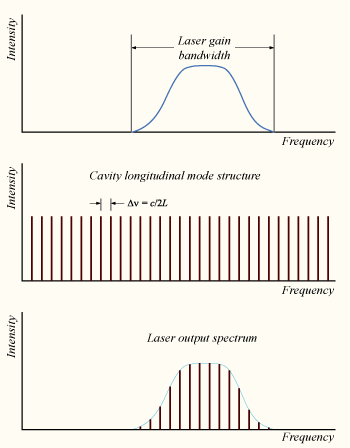 Intensity
Laser gain
bandwidth
Frequency
Intensity
Cavity longitudinal mode structure
Δν = c/2L
Frequency
Intensity
Laser output spectrum
Frequency